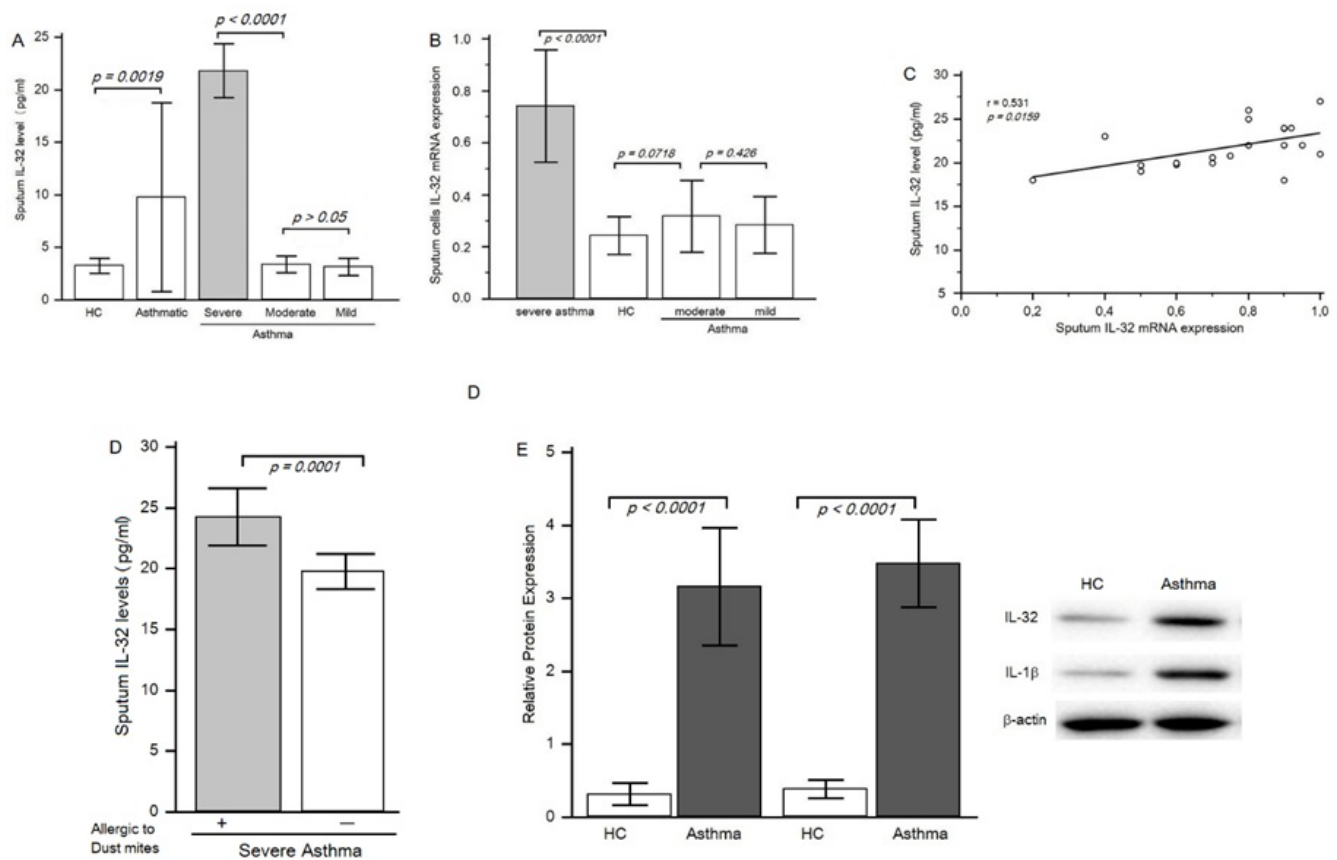 A
p < 0.0001
p = 0.0019
p > 0.05
Sputum IL-32 level (pg/ml)
25
20
15
10
5
0
HC Asthmatic Severe Moderate Mild
Asthma
B
p < 0.0001
p = 0.0718
p = 0.426
Sputum cells IL-32 mRNA expression
1.0
0.8
0.6
0.4
0.2
0.0
severe asthma HC moderate mild
Asthma
C
r = 0.531
p = 0.0159
Sputum IL-32 level (pg/ml)
30
25
20
15
10
5
0,0 0,2 0,4 0,6 0,8 1,0
Sputum IL-32 mRNA expression
D
D
p = 0.0001
Sputum IL-32 levels (pg/ml)
30
25
20
15
10
5
0
Allergic to + —
Dust mites
Severe Asthma
E
p < 0.0001 p < 0.0001
Relative Protein Expression
5
4
3
2
1
0
HC Asthma HC Asthma
HC Asthma
IL-32
IL-1β
β-actin